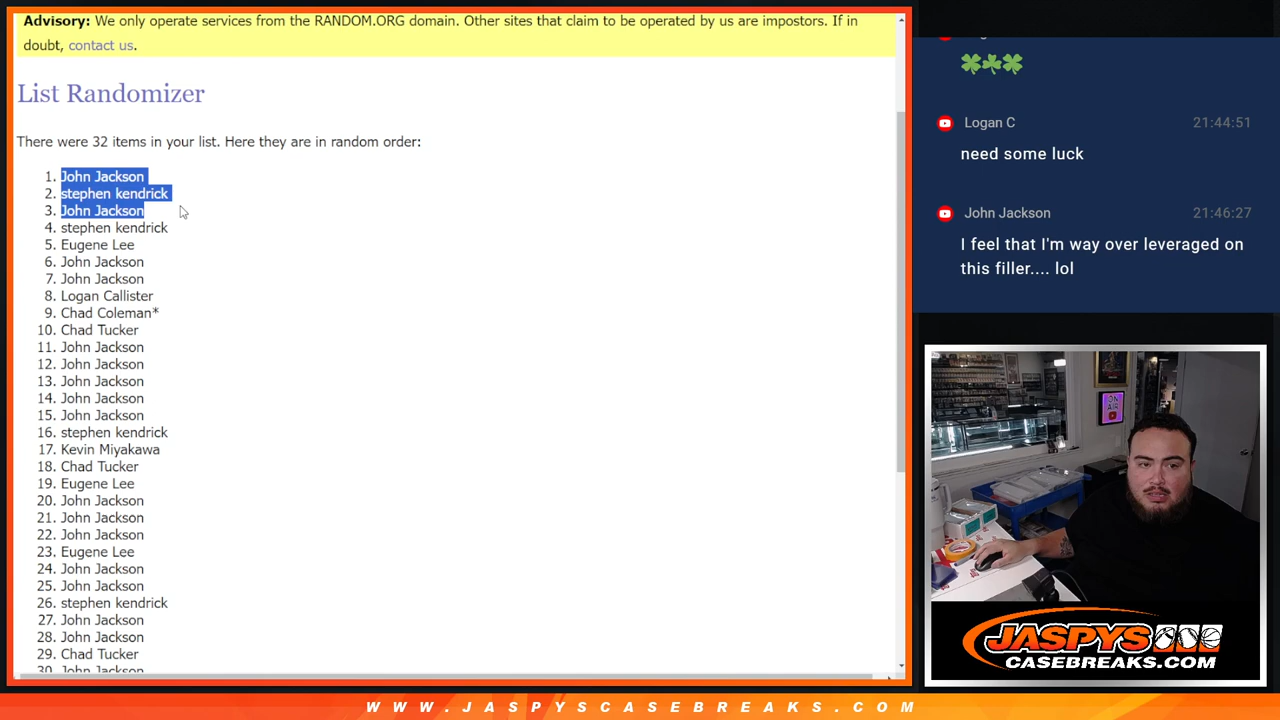 Advisory: We only operate services from the RANDOM.ORG domain. Other sites that claim to be operated by us are impostors. If in
doubt, contact us.
List Randomizer
There were 32 items in your list. Here they are in random order:
1. John Jackson
2. stephen kendrick
3. John Jackson
4. stephen kendrick
5. Eugene Lee
6. John Jackson
7. John Jackson
8. Logan Callister
9. Chad Coleman*
10. Chad Tucker
11. John Jackson
12. John Jackson
13. John Jackson
14. John Jackson
15. John Jackson
16. stephen kendrick
17. Kevin Miyakawa
18. Chad Tucker
19. Eugene Lee
20. John Jackson
21. John Jackson
22. John Jackson
23. Eugene Lee
24. John Jackson
25. John Jackson
26. stephen kendrick
27. John Jackson
28. John Jackson
29. Chad Tucker
30. John Jackson
Logan C 21:44:51
need some luck
John Jackson 21:46:27
I feel that I'm way over leveraged on
this filler.... lol
ON
AIR
JASPYS
CASEBREAKS.COM
WWW.JASPYSCASEBREAKS.COM